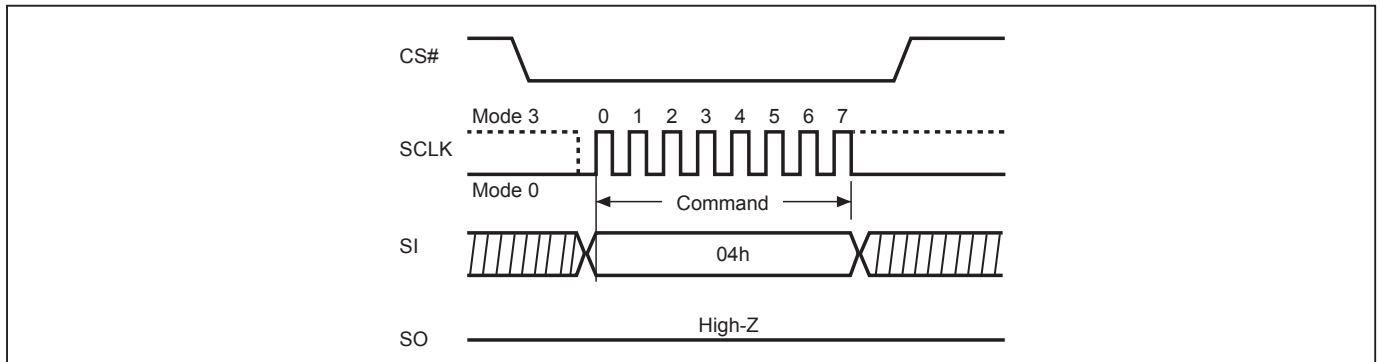 CS#
Mode 3
0 1 2 3 4 5 6 7
SCLK
Mode 0
Command
SI
04h
High-Z
SO